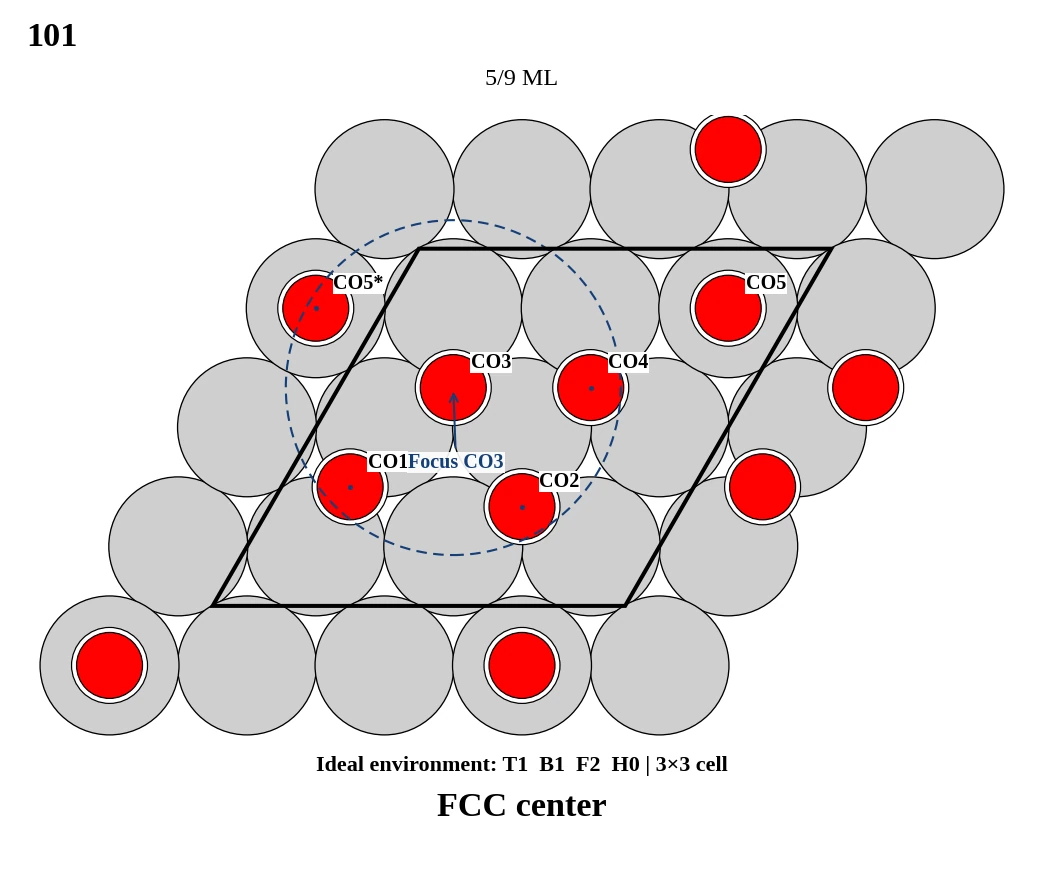 101
5/9 ML
CO5*
CO5
CO3
CO4
CO1
Focus CO3
CO2
Ideal environment: T1 B1 F2 H0 | 3×3 cell
FCC center